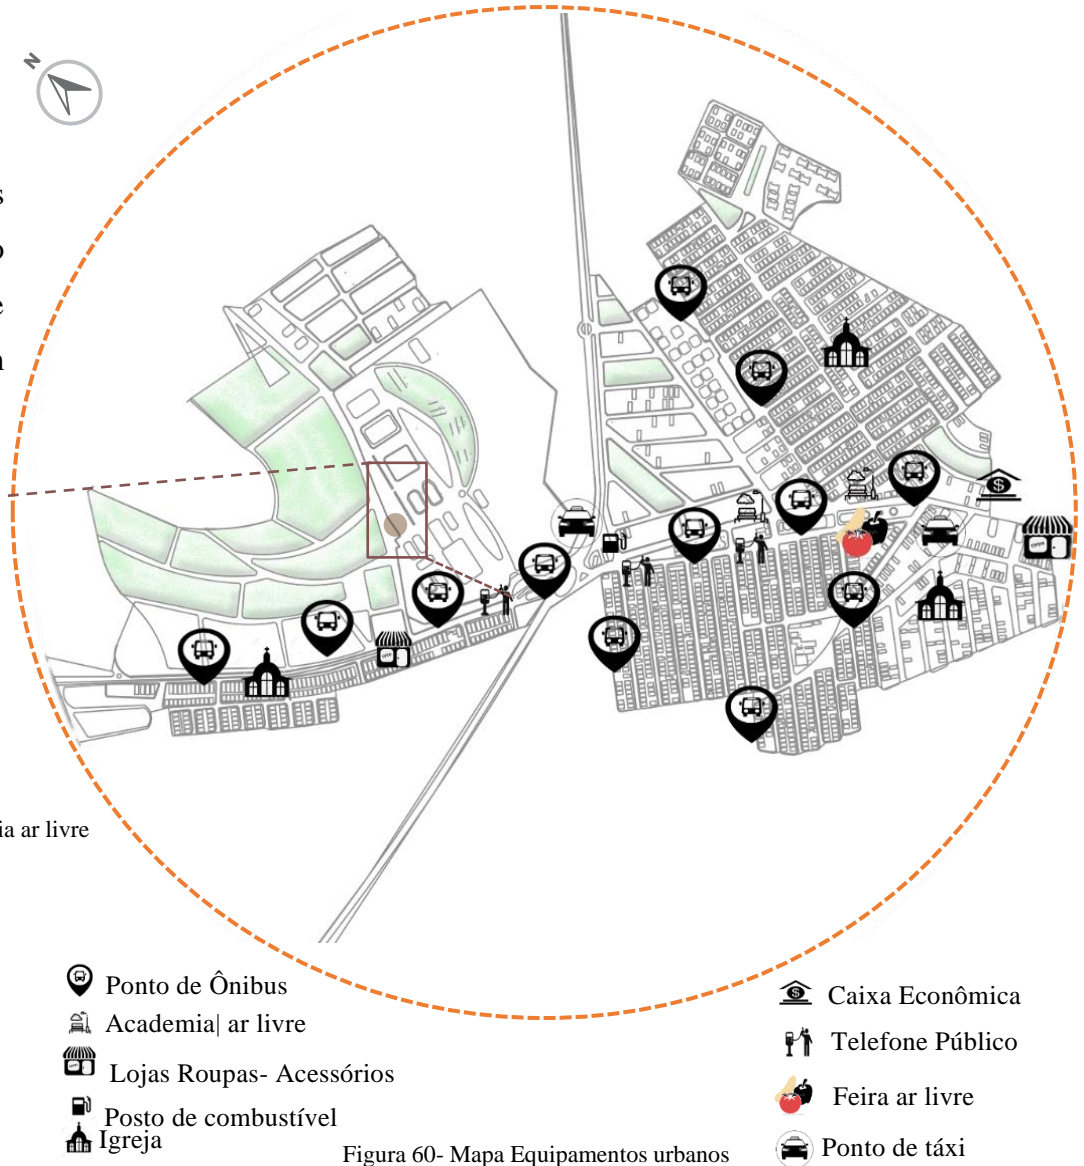 N
s
o
e
ia ar livre
Ponto de Ônibus
Academia| ar livre
Lojas Roupas- Acessórios
Posto de combustível
Igreja
Caixa Econômica
Telefone Público
Feira ar livre
Ponto de táxi
Figura 60- Mapa Equipamentos urbanos